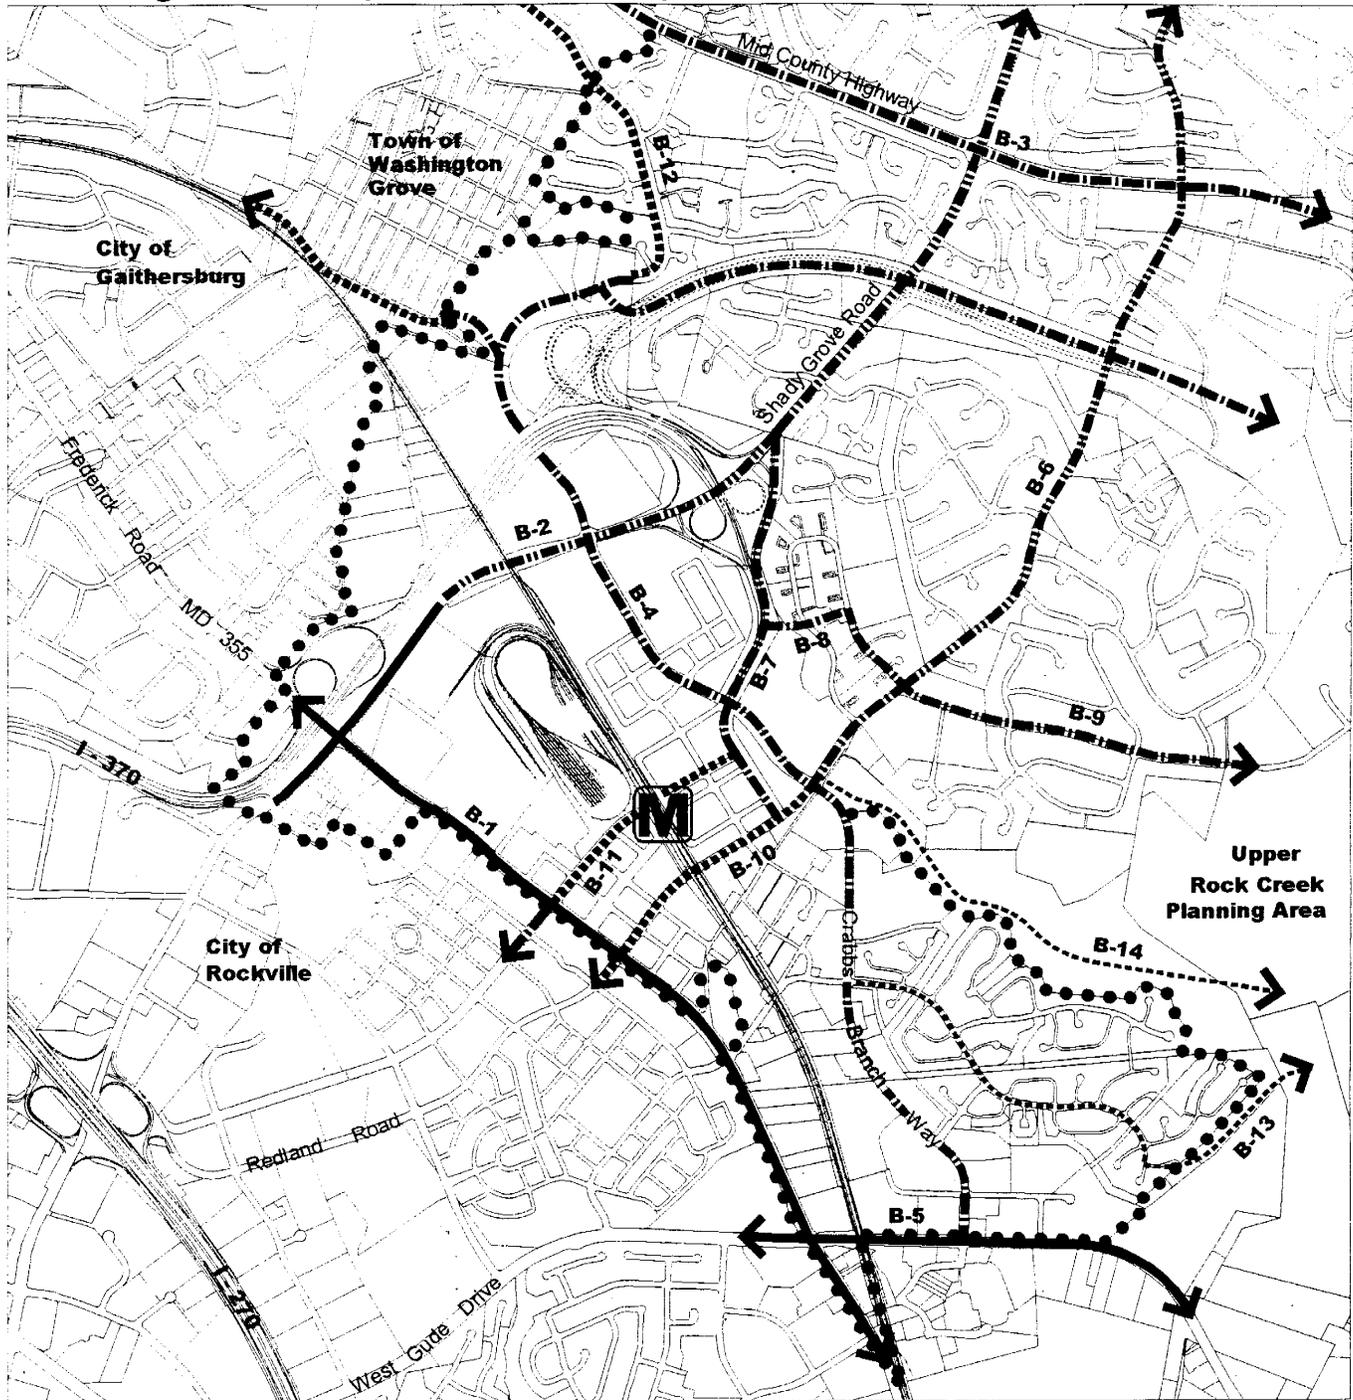 Mid County Highway
B-3
Town of
Washington
Grove
B-12
City of
Gaithersburg
Shady Grove Road
Frederick Road
MD 355
B-2
B-6
B-4
B-8
B-7
B-9
I - 370
B-1
M
B-10
B-11
Upper
Rock Creek
Planning Area
City of
Rockville
Crabbs Branch Way
B-14
Redland Road
B-13
B-5
I - 270
West Gude Drive